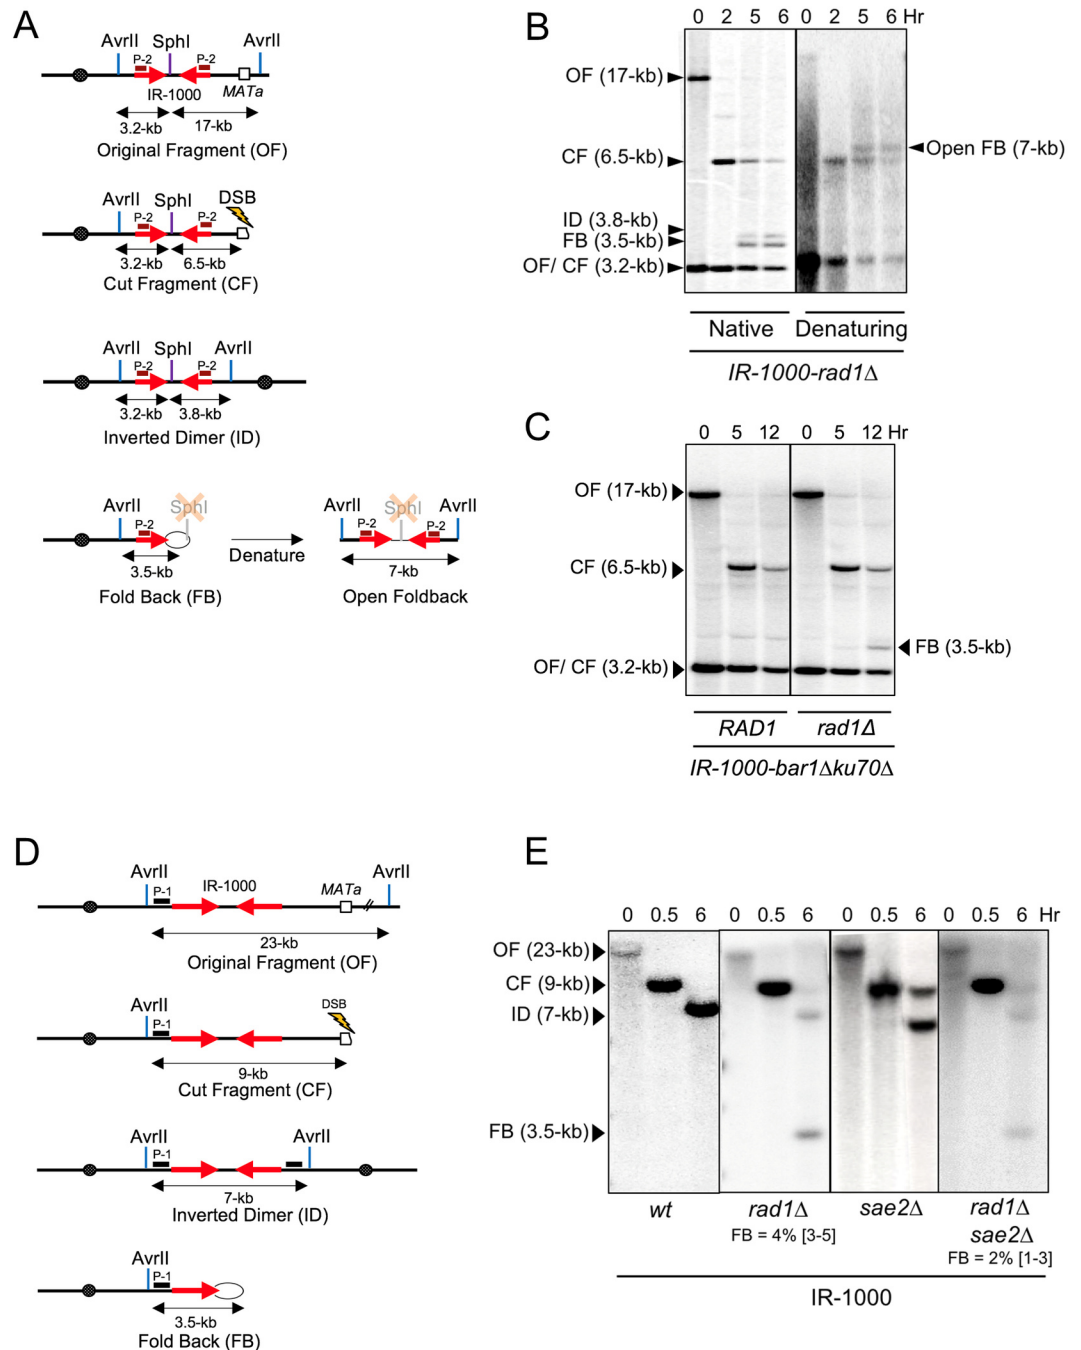 A
AvrII SphI AvrII
P-2 P-2
IR-1000 MATa
3.2-kb 17-kb
Original Fragment (OF)
AvrII SphI DSB
P-2 P-2
3.2-kb 6.5-kb
Cut Fragment (CF)
AvrII SphI AvrII
P-2 P-2
3.2-kb 3.8-kb
Inverted Dimer (ID)
AvrII SphI
P-2
3.5-kb
Fold Back (FB)
Denature
AvrII SphI AvrII
P-2 P-2
7-kb
Open Foldback
B
0 2 5 6 0 2 5 6 Hr
OF (17-kb)
CF (6.5-kb)
ID (3.8-kb)
FB (3.5-kb)
OF/ CF (3.2-kb)
Open FB (7-kb)
Native Denaturing
IR-1000-rad1Δ
C
0 5 12 0 5 12 Hr
OF (17-kb)
CF (6.5-kb)
FB (3.5-kb)
OF/ CF (3.2-kb)
RAD1 rad1Δ
IR-1000-bar1Δku70Δ
D
AvrII IR-1000 MATa AvrII
P-1
23-kb
Original Fragment (OF)
AvrII DSB
P-1
9-kb
Cut Fragment (CF)
AvrII AvrII
P-1
7-kb
Inverted Dimer (ID)
AvrII
P-1
3.5-kb
Fold Back (FB)
E
0 0.5 6 0 0.5 6 0 0.5 6 0 0.5 6 Hr
OF (23-kb)
CF (9-kb)
ID (7-kb)
FB (3.5-kb)
wt rad1Δ sae2Δ rad1Δ
sae2Δ
FB = 4% [3-5]
FB = 2% [1-3]
IR-1000